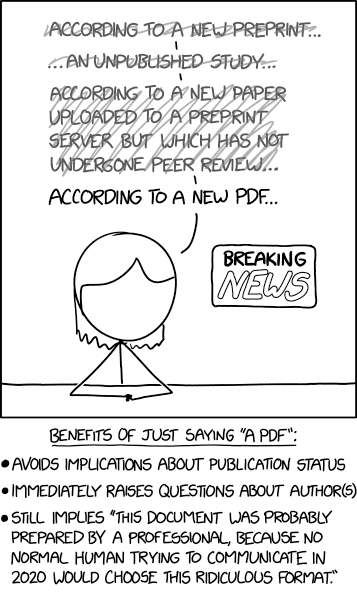 ACCORDING TO A NEW PREPRINT...
...AN UNPUBLISHED STUDY...
ACCORDING TO A NEW PAPER
UPLOADED TO A PREPRINT
SERVER BUT WHICH HAS NOT
UNDERGONE PEER REVIEW...
ACCORDING TO A NEW PDF...
BREAKING
NEWS
BENEFITS OF JUST SAYING "A PDF":
• AVOIDS IMPLICATIONS ABOUT PUBLICATION STATUS
• IMMEDIATELY RAISES QUESTIONS ABOUT AUTHOR(S)
• STILL IMPLIES "THIS DOCUMENT WAS PROBABLY
PREPARED BY A PROFESSIONAL, BECAUSE NO
NORMAL HUMAN TRYING TO COMMUNICATE IN
2020 WOULD CHOOSE THIS RIDICULOUS FORMAT."